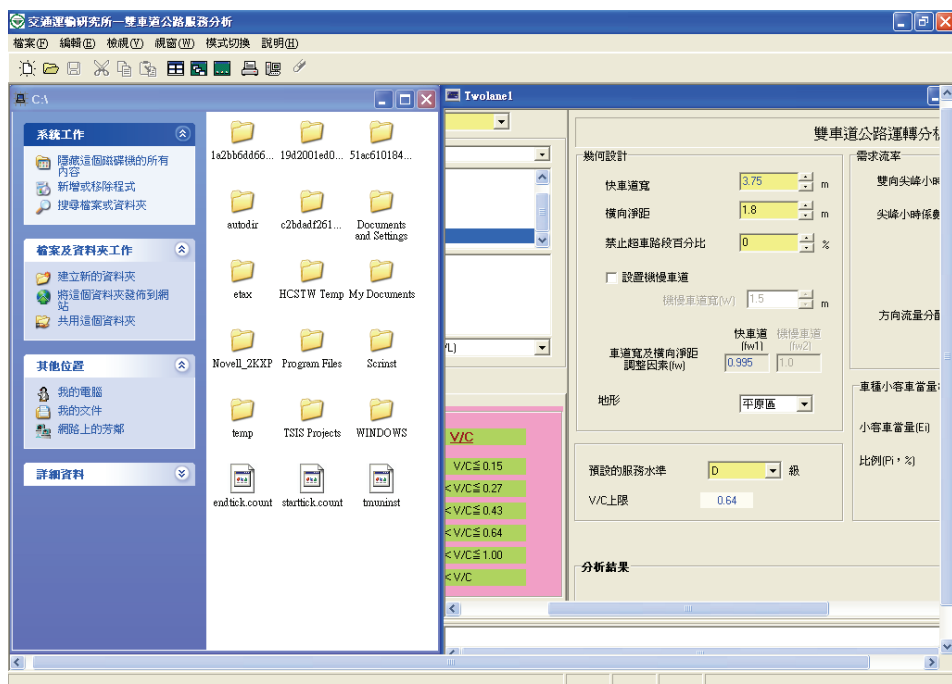 交通運輸研究所—雙車道公路服務分析
檔案(F) 編輯(E) 檢視(V) 視窗(W) 模式切換 說明(H)
C:\
系統工作
隱藏這個磁碟機的所有
內容
新增或移除程式
搜尋檔案或資料夾
檔案及資料夾工作
建立新的資料夾
將這個資料夾發佈到網
站
共用這個資料夾
其他位置
我的電腦
我的文件
網路上的芳鄰
詳細資料
1a2bb6dd66... 19d2001ed0... 51ac610184...
autodir c2bdadf261... Documents
and Settings
etax HCSTW Temp My Documents
Novell_2KXP Program Files Scrinst
temp TSIS Projects WINDOWS
endtick.count starttick.count tmuninst
Twolane1
/L)
V/C
V/C≦0.15
<V/C≦0.27
<V/C≦0.43
<V/C≦0.64
<V/C≦1.00
<V/C
雙車道公路運轉分析
幾何設計
快車道寬 3.75 m
橫向淨距 1.8 m
禁止超車路段百分比 0 %
設置機慢車道
機慢車道寬(W) 1.5 m
快車道 機慢車道
(fw1) (fw2)
車道寬及橫向淨距
調整因素(fw) 0.995 1.0
地形 平原區
預設的服務水準 D 級
V/C上限 0.64
分析結果
需求流率
雙向尖峰小時
尖峰小時係數
方向流量分配
車種小客車當量
小客車當量(Ei)
比例(Pi,%)